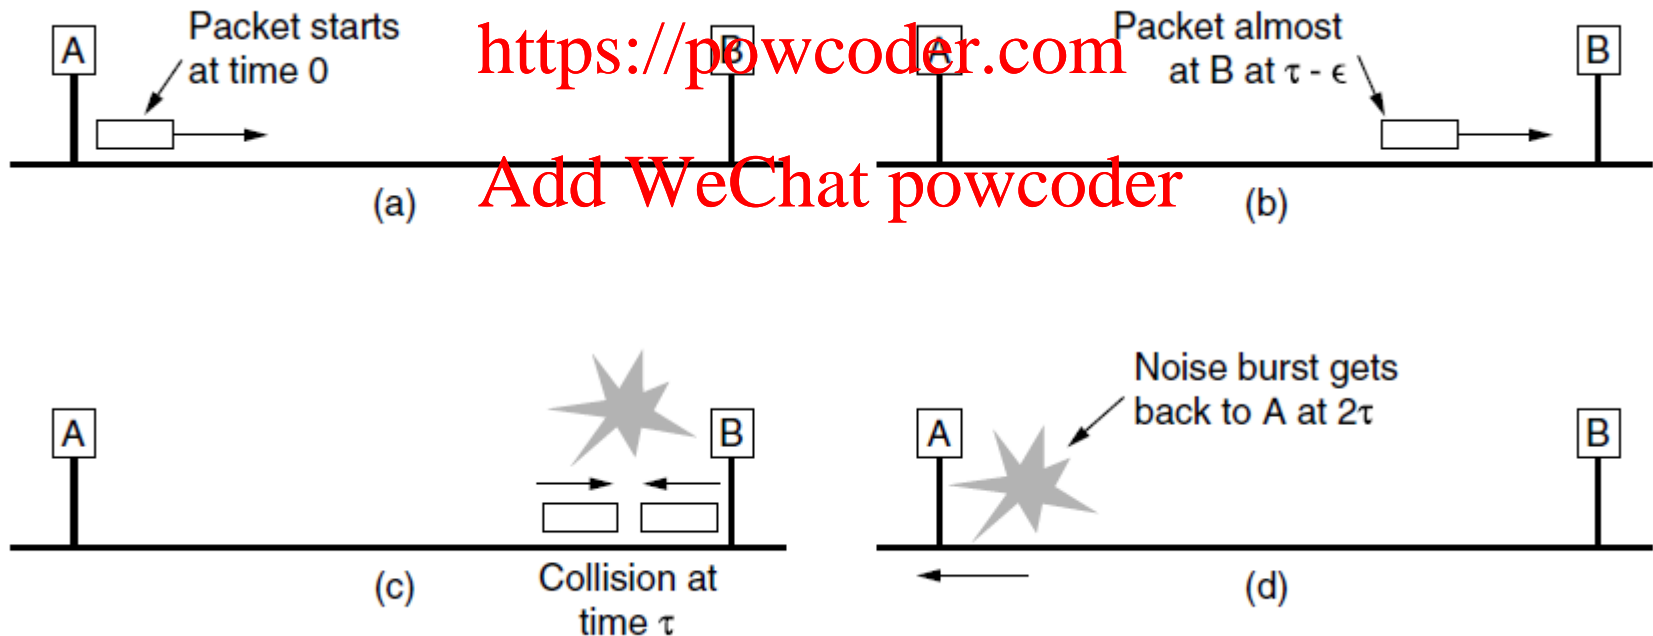 A
Packet starts
at time 0
B
(a)
https://powcoder.com
Add WeChat powcoder
A
Packet almost
at B at τ - ϵ
B
(b)
A
B
(c)
Collision at
time τ
A
Noise burst gets
back to A at 2τ
B
(d)